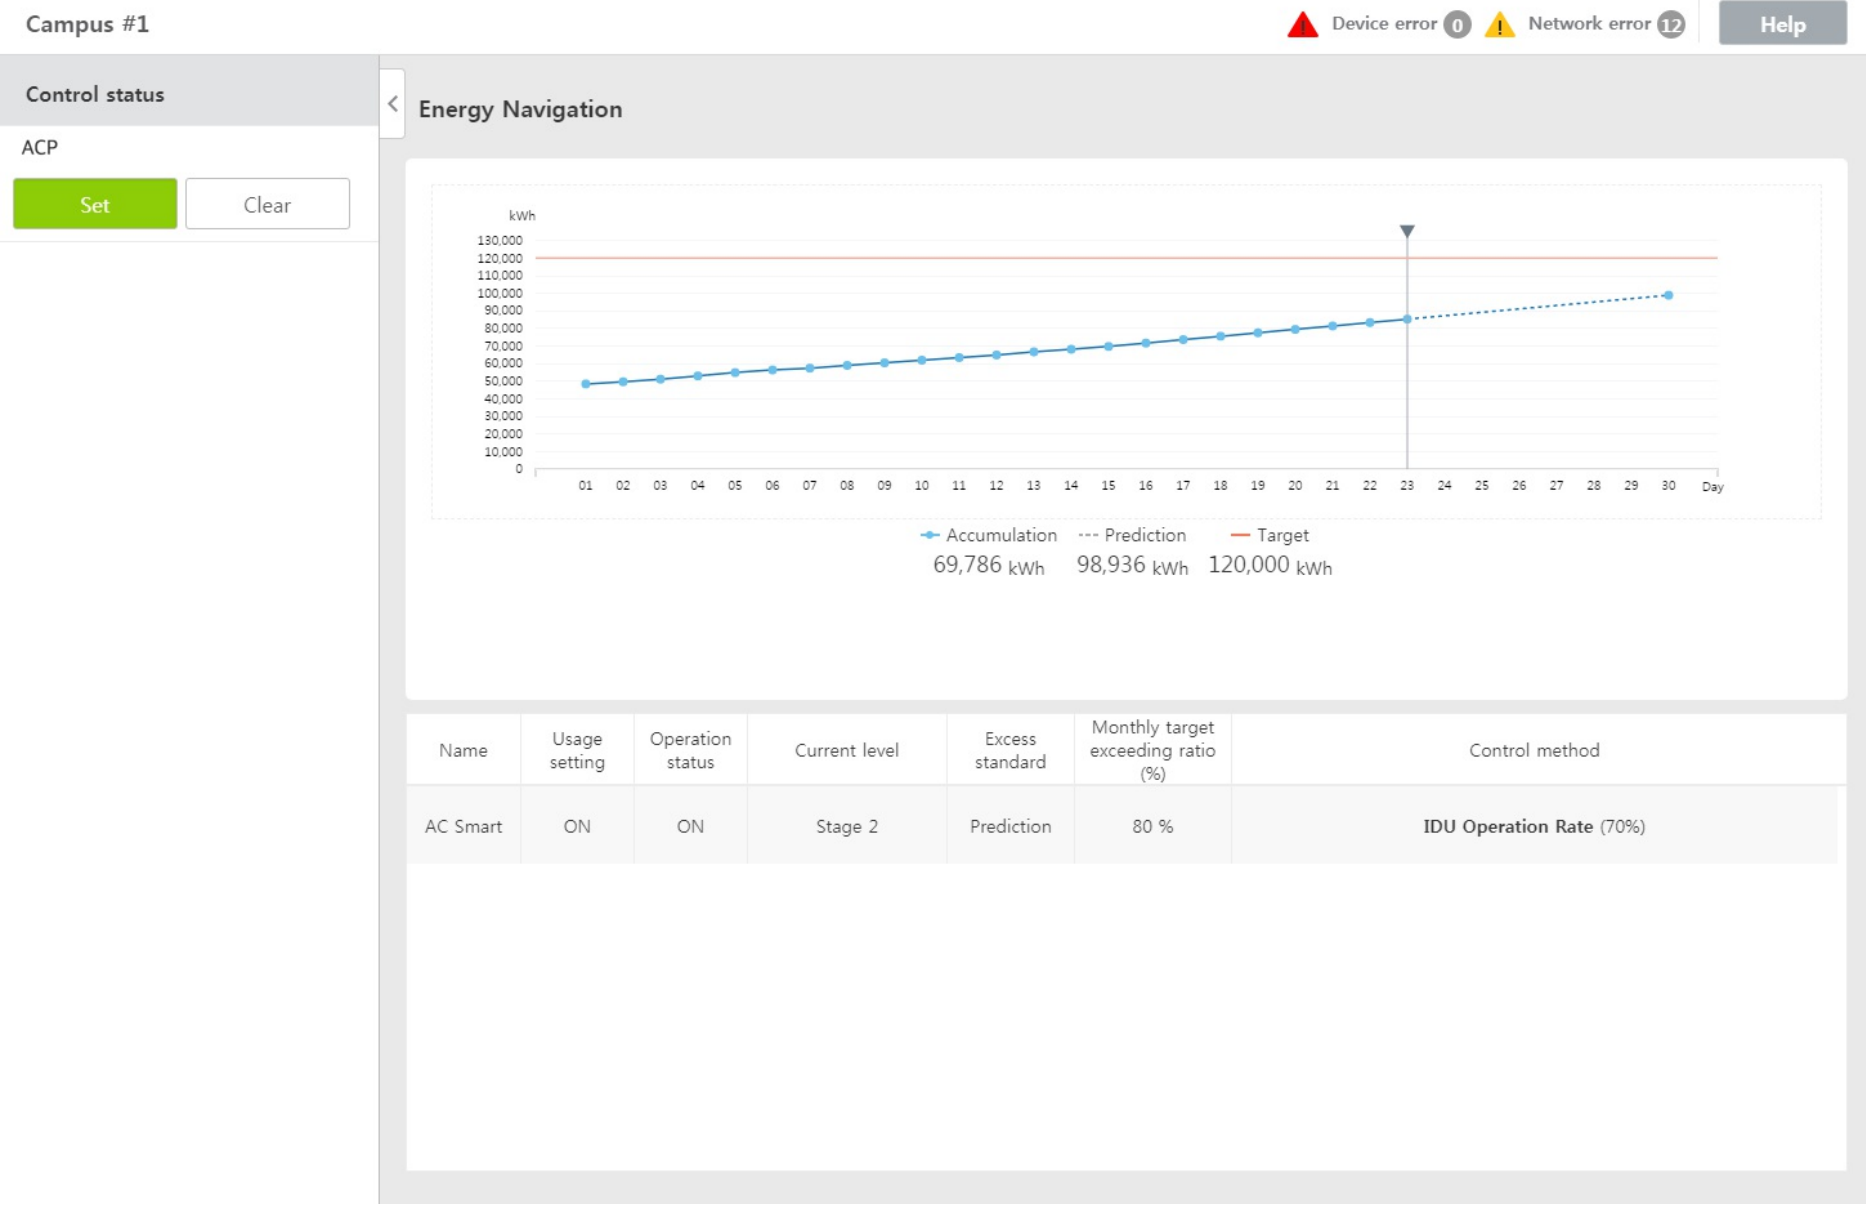 Campus #1
Device error 0
Network error 12
Help
Control status
ACP
Set
Clear
Energy Navigation
kWh
130,000
120,000
110,000
100,000
90,000
80,000
70,000
60,000
50,000
40,000
30,000
20,000
10,000
0
01 02 03 04 05 06 07 08 09 10 11 12 13 14 15 16 17 18 19 20 21 22 23 24 25 26 27 28 29 30 Day
Accumulation Prediction Target
69,786 kWh 98,936 kWh 120,000 kWh
Name
Usage
setting
Operation
status
Current level
Excess
standard
Monthly target
exceeding ratio
(%)
Control method
AC Smart ON ON Stage 2 Prediction 80 % IDU Operation Rate (70%)